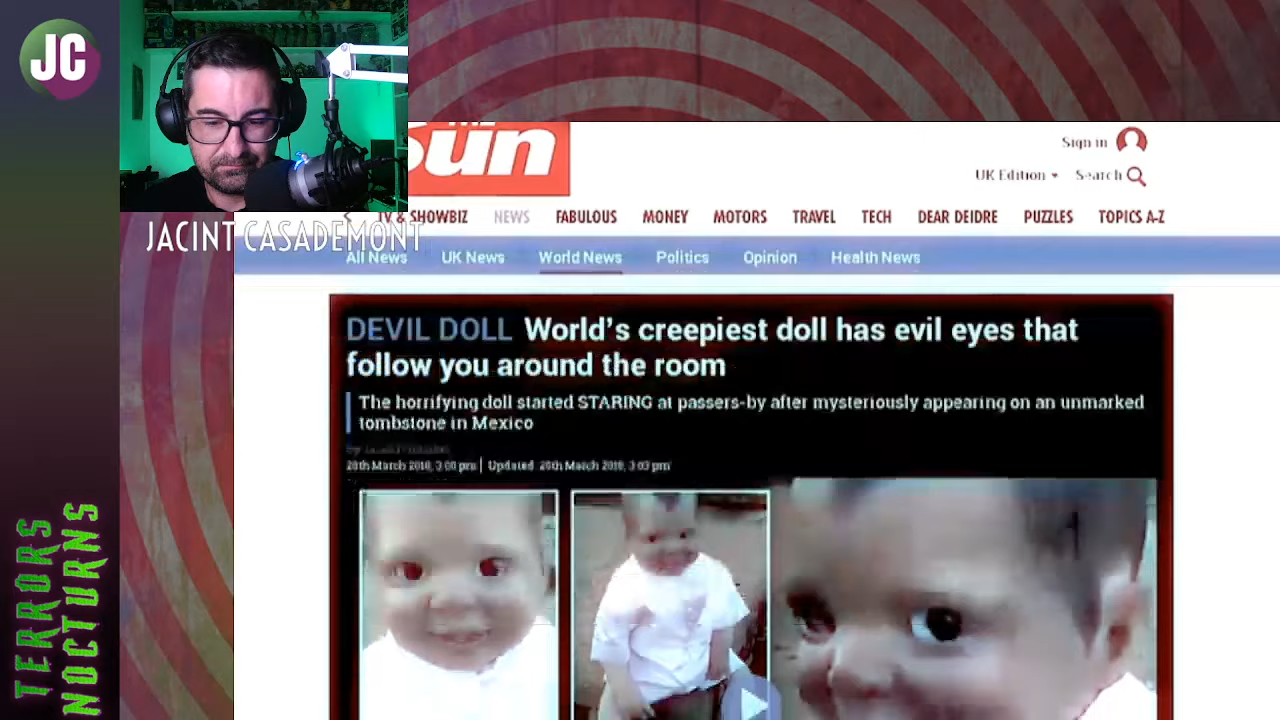 JC
JACINT CASADEMONT
TERRORS
NOCTURNS
Sun
Sign in
UK Edition
Search
TV & SHOWBIZ NEWS FABULOUS MONEY MOTORS TRAVEL TECH DEAR DEIDRE PUZZLES TOPICS A-Z
All News UK News World News Politics Opinion Health News
DEVIL DOLL World's creepiest doll has evil eyes that
follow you around the room
The horrifying doll started STARING at passers-by after mysteriously appearing on an unmarked
tombstone in Mexico